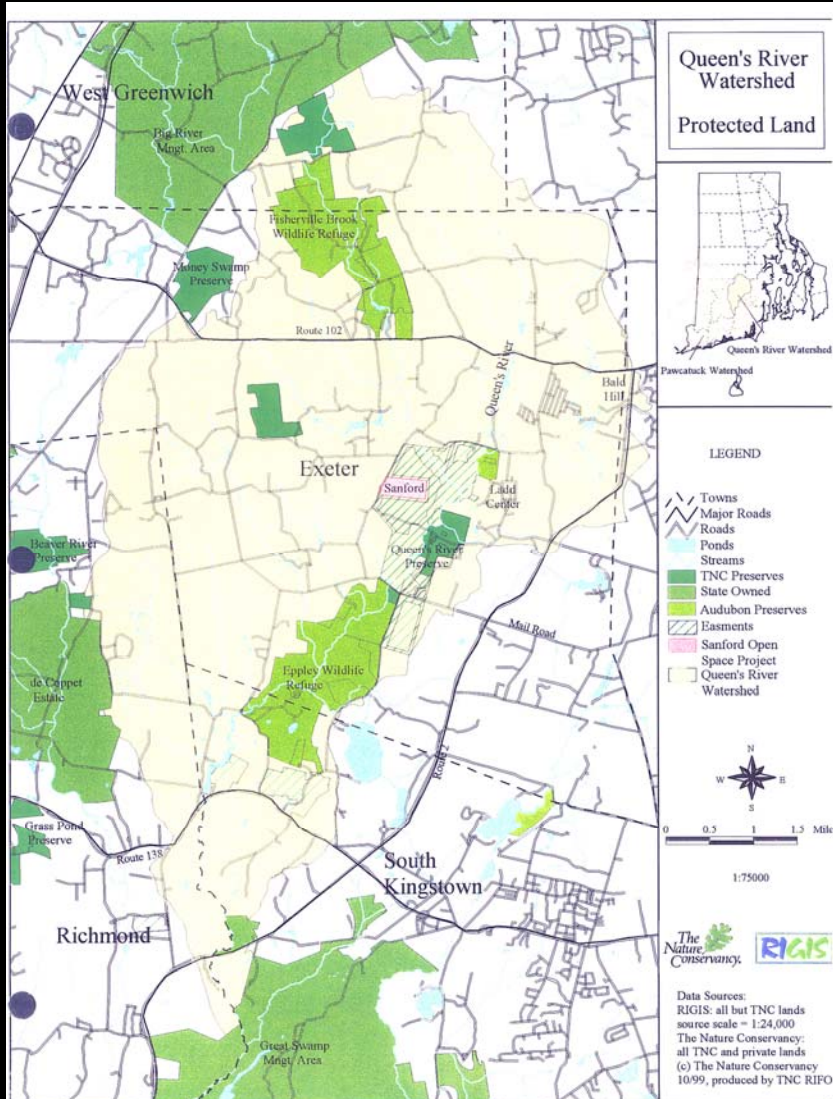 Queen's River
Watershed
Protected Land
West Greenwich
Big River
Mngt. Area
Fisherville Brook
Wildlife Refuge
Money Swamp
Preserve
Route 102
Queen's River
Bald
Hill
Exeter
Sanford
Ladd
Center
Beaver River
Preserve
Queen's River
Preserve
Mail Road
de Coppet
Estate
Eppley Wildlife
Refuge
Route 2
Grass Pond
Preserve
Route 138
South
Kingstown
Richmond
Great Swamp
Mngt. Area
Queen's River Watershed
Pawcatuck Watershed
LEGEND
Towns
Major Roads
Roads
Ponds
Streams
TNC Preserves
State Owned
Audubon Preserves
Easments
Sanford Open
Space Project
Queen's River
Watershed
N
W E
S
0 0.5 1 1.5 Mile
1:75000
The
Nature
Conservancy.
RIGIS
Data Sources:
RIGIS: all but TNC lands
source scale = 1:24,000
The Nature Conservancy:
all TNC and private lands
(c) The Nature Conservancy
10/99, produced by TNC RIFO